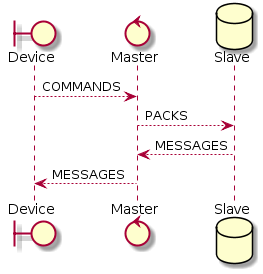 Device Master Slave
COMMANDS
PACKS
MESSAGES
MESSAGES
Device Master Slave